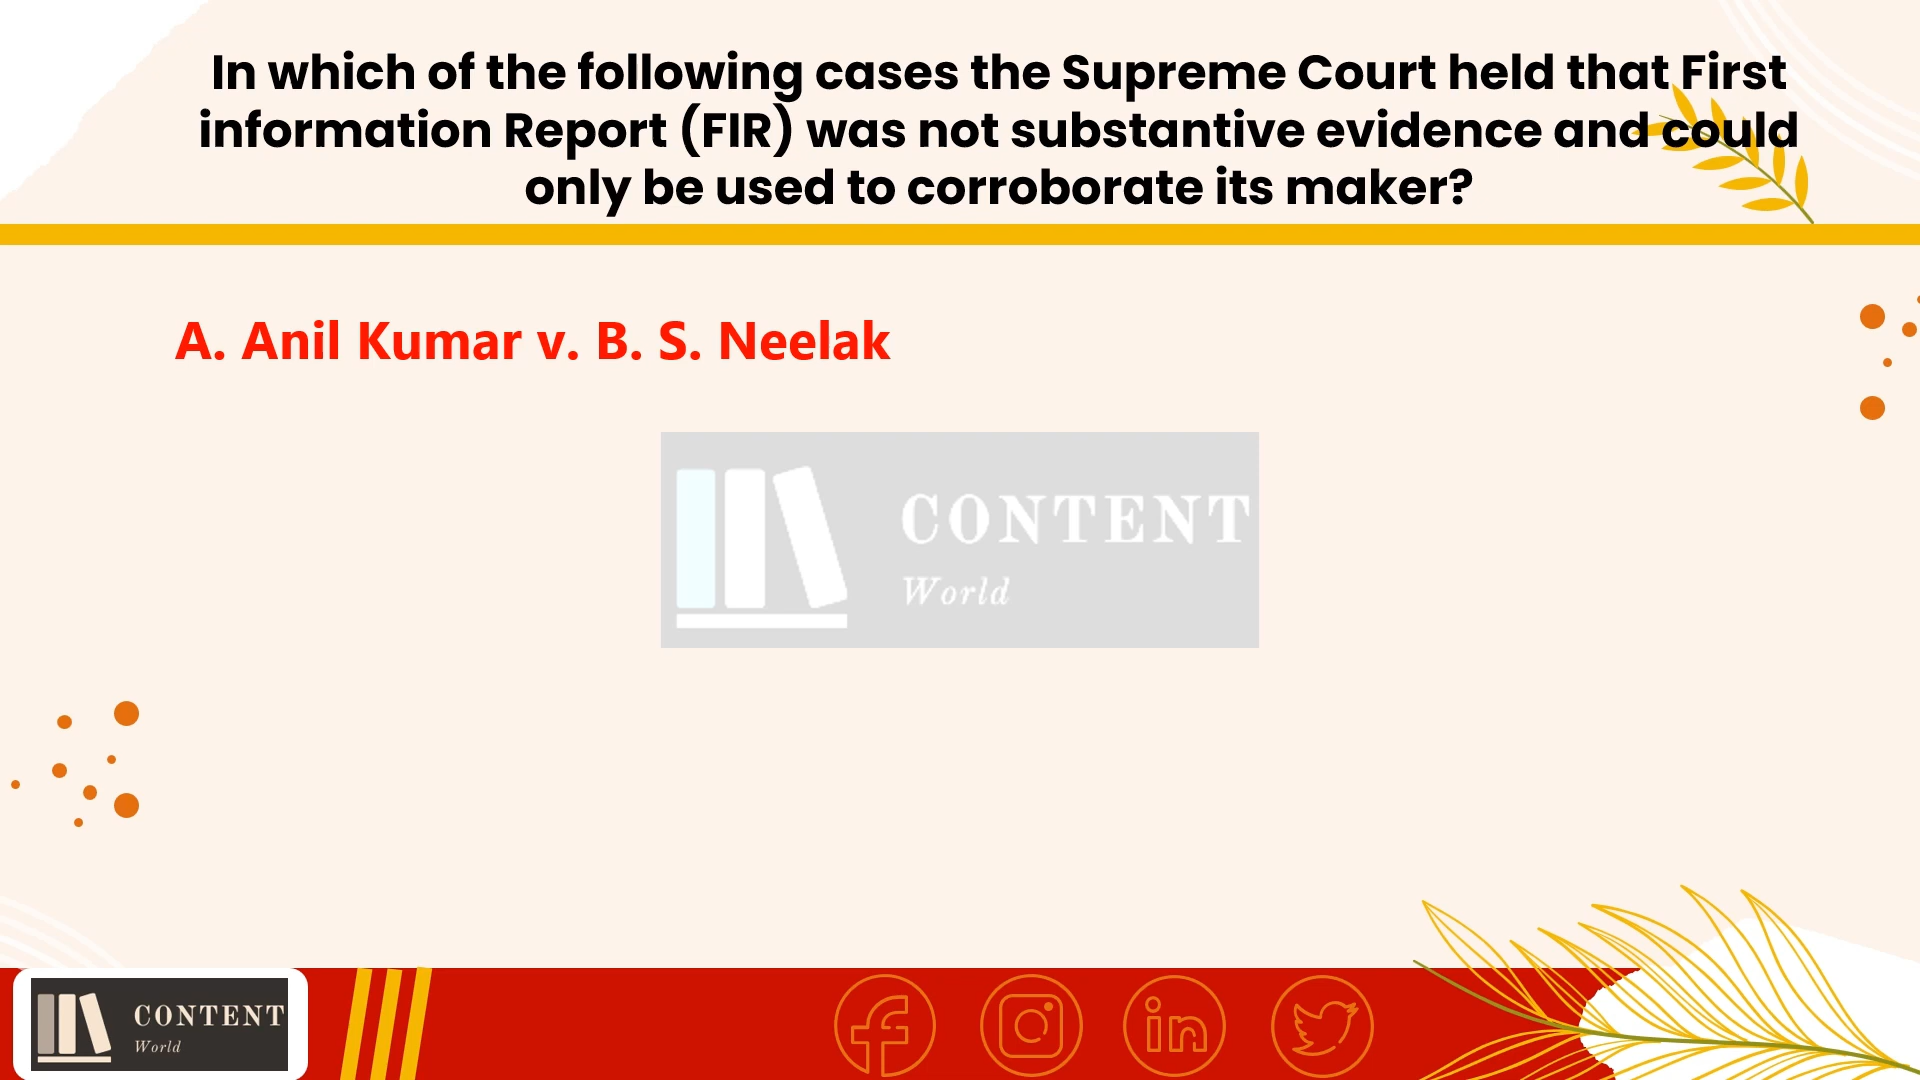 In which of the following cases the Supreme Court held that First
information Report (FIR) was not substantive evidence and could
only be used to corroborate its maker?
A. Anil Kumar v. B. S. Neelak
CONTENT
World
CONTENT
World